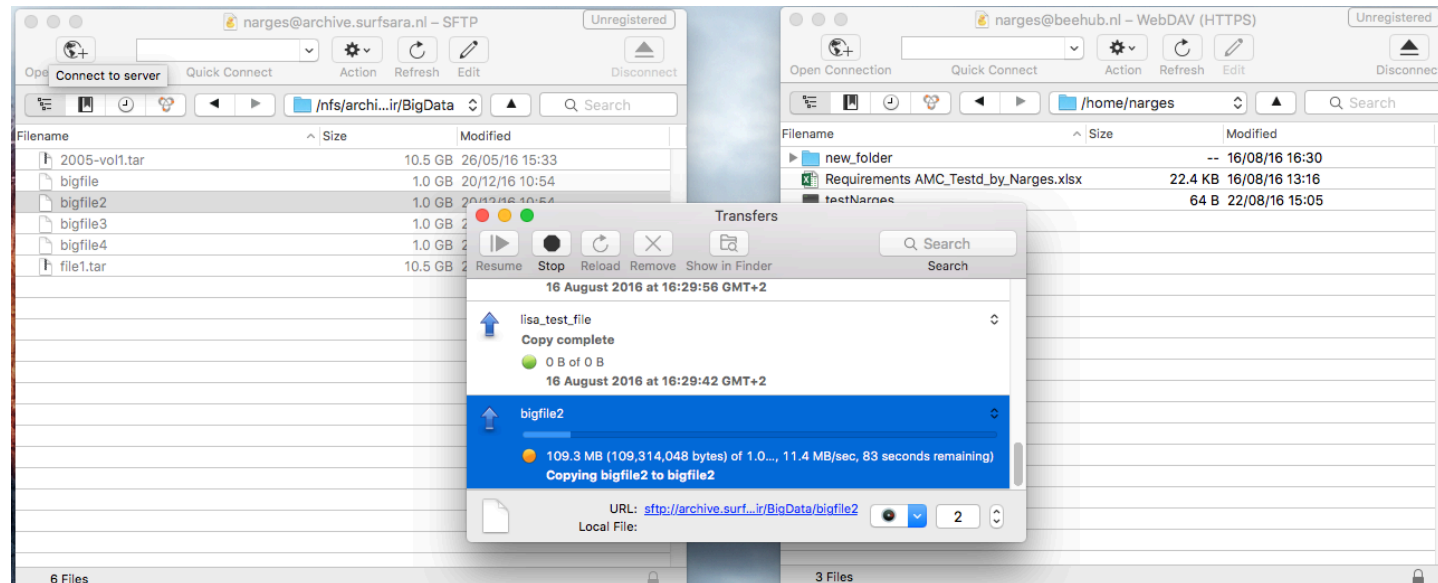 narges@archive.surfsara.nl – SFTP
Unregistered
Connect to server
Quick Connect
Action
Refresh
Edit
Disconnect
/nfs/archi...ir/BigData
Search
Filename
Size
Modified
2005-vol1.tar 10.5 GB 26/05/16 15:33
bigfile 1.0 GB 20/12/16 10:54
bigfile2 1.0 GB 20/12/16 10:54
bigfile3 1.0 GB
bigfile4 1.0 GB
file1.tar 10.5 GB
6 Files
narges@beehub.nl – WebDAV (HTTPS)
Unregistered
Open Connection
Quick Connect
Action
Refresh
Edit
Disconnec
/home/narges
Search
Filename
Size
Modified
new_folder -- 16/08/16 16:30
Requirements AMC_Testd_by_Narges.xlsx 22.4 KB 16/08/16 13:16
testNarges 64 B 22/08/16 15:05
3 Files
Transfers
Resume
Stop
Reload
Remove
Show in Finder
Search
Search
16 August 2016 at 16:29:56 GMT+2
lisa_test_file
Copy complete
0 B of 0 B
16 August 2016 at 16:29:42 GMT+2
bigfile2
109.3 MB (109,314,048 bytes) of 1.0..., 11.4 MB/sec, 83 seconds remaining)
Copying bigfile2 to bigfile2
URL: sftp://archive.surf...ir/BigData/bigfile2
2
Local File: